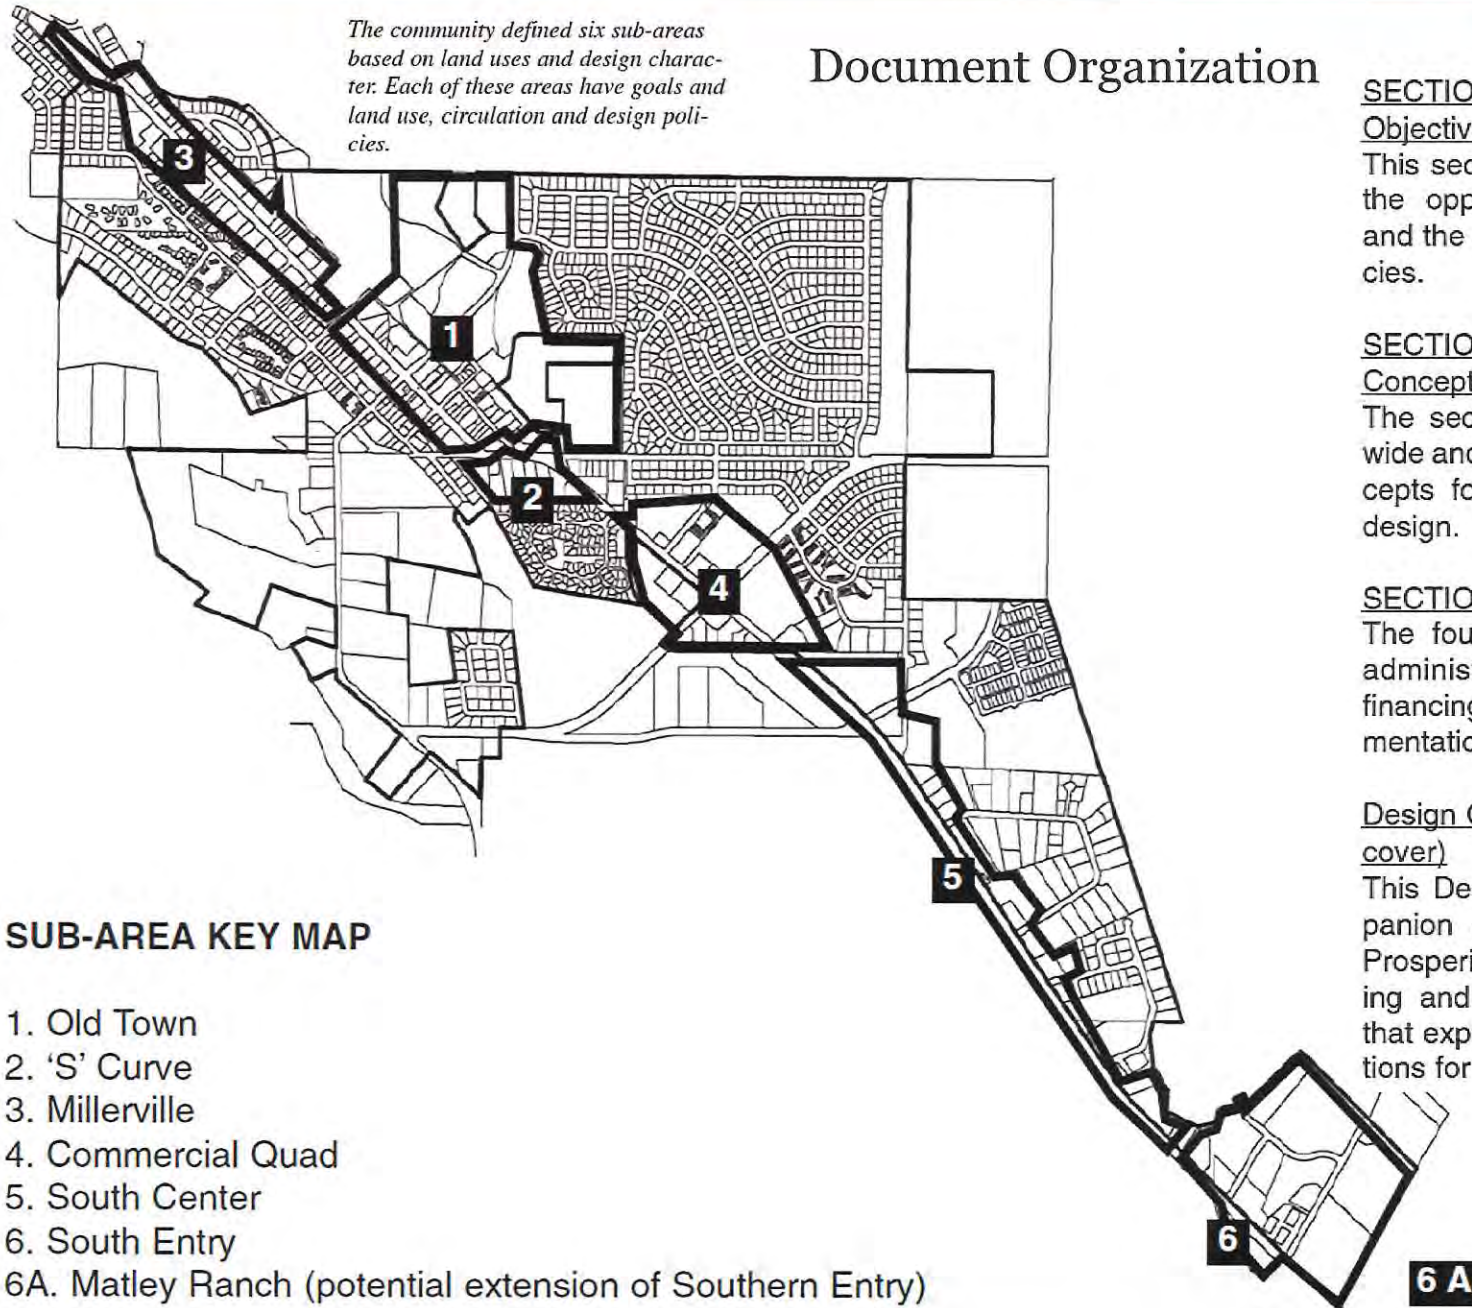 The community defined six sub-areas
based on land uses and design charac-
ter. Each of these areas have goals and
land use, circulation and design poli-
cies.
Document Organization
SECTIO
Objectiv
This sec
the opp
and the
cies.
SECTIO
Concept
The sec
wide and
cepts fo
design.
SECTIO
The fou
adminis
financing
mentatio
Design G
cover)
This De
panion
Prosperi
ing and
that exp
tions for
3
1
2
4
5
6
6 A
SUB-AREA KEY MAP
1. Old Town
2. ‘S’ Curve
3. Millerville
4. Commercial Quad
5. South Center
6. South Entry
6A. Matley Ranch (potential extension of Southern Entry)